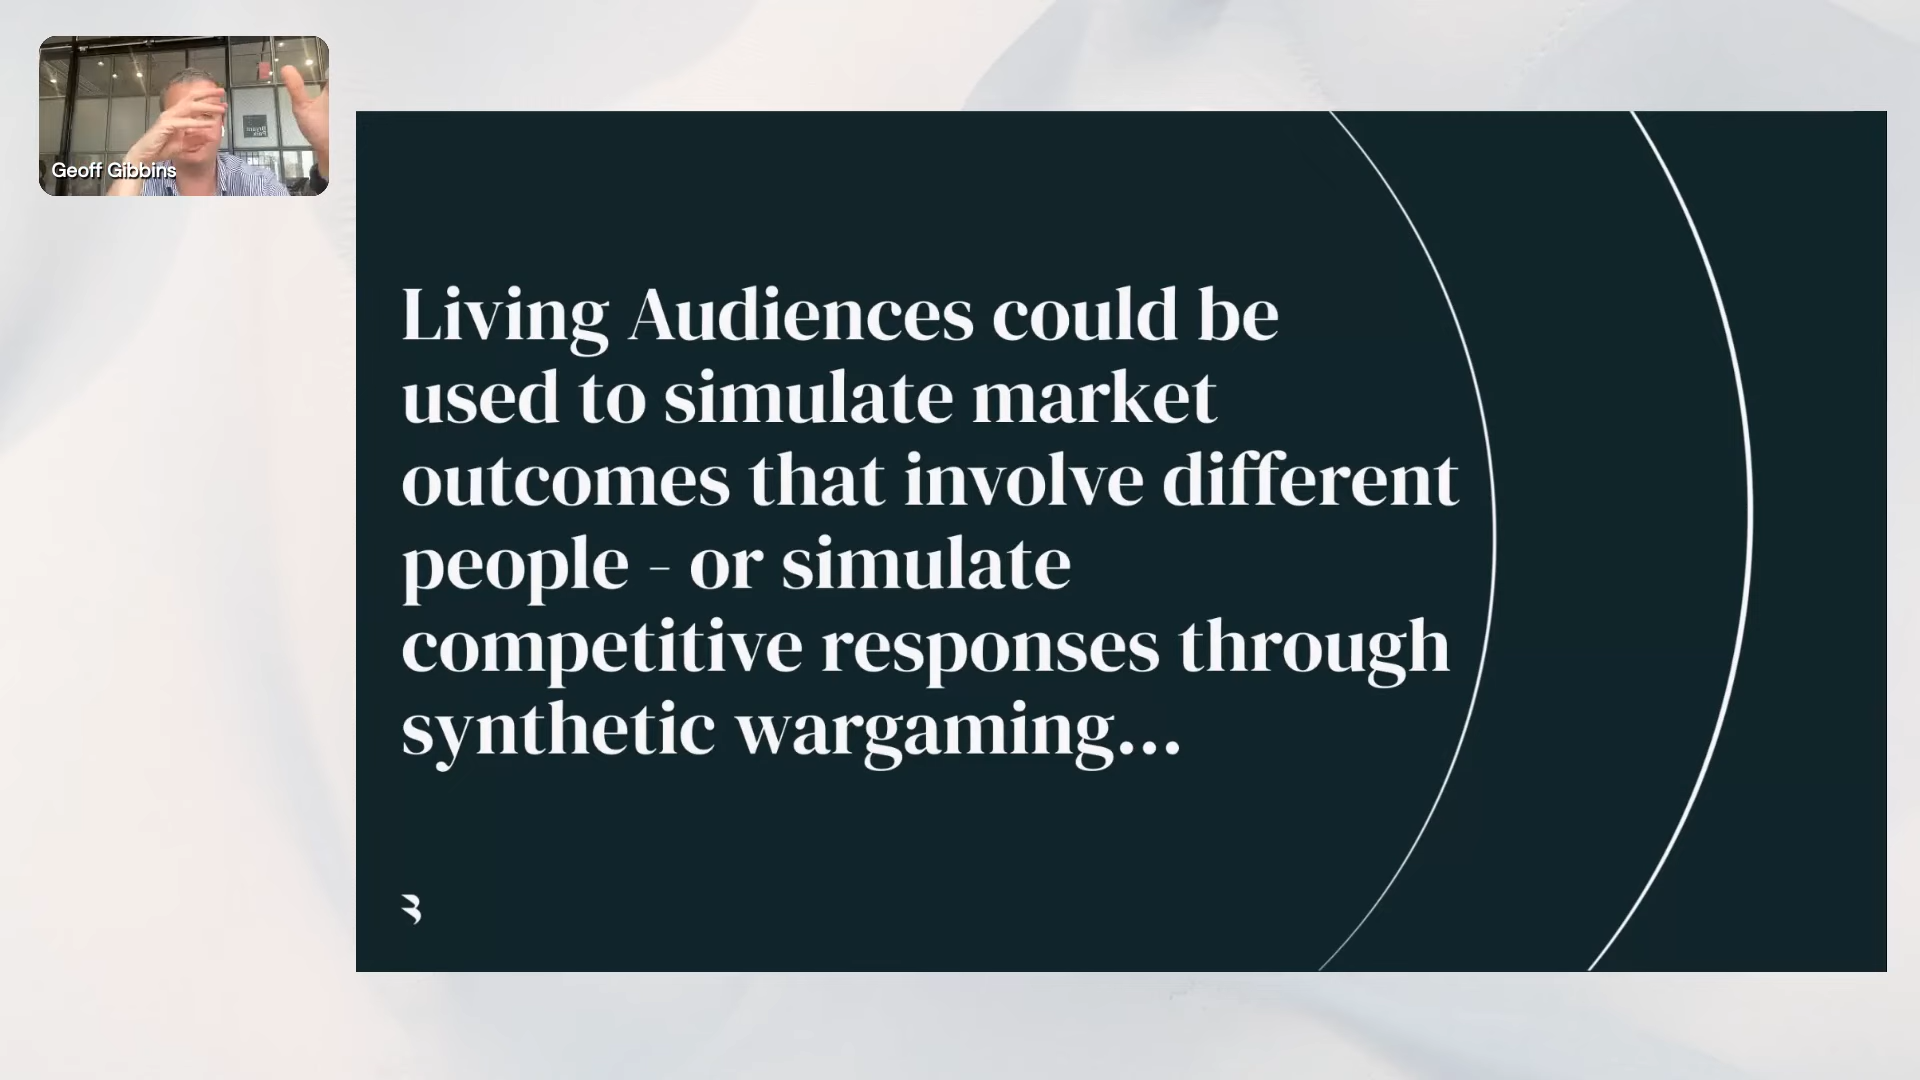 Geoff Gibbins
Living Audiences could be
used to simulate market
outcomes that involve different
people - or simulate
competitive responses through
synthetic wargaming...